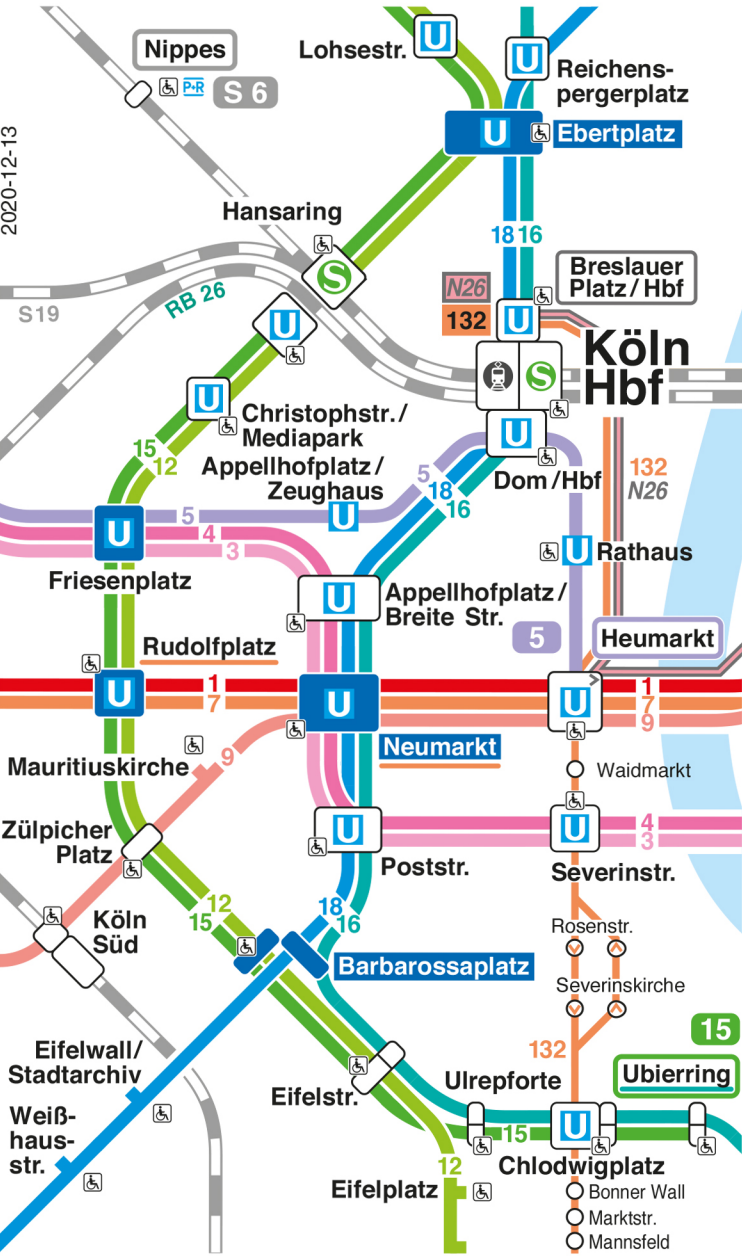 Nippes
P+R
S 6
Lohsestr.
U
U
Reichens-
pergerplatz
U
Ebertplatz
2020-12-13
Hansaring
S
18 16
Breslauer
Platz / Hbf
N26
132
U
S19
RB 26
U
Köln
Hbf
S
U
Christophstr. /
Mediapark
15
12
U
Dom / Hbf
132
N26
Appellhofplatz /
Zeughaus
5
18
16
5
U
U
4
3
Friesenplatz
U
Rathaus
U
Appellhofplatz /
Breite Str.
5
Heumarkt
Rudolfplatz
U
1
7
U
U
1
7
9
Neumarkt
Mauritiuskirche
9
Waidmarkt
Zülpicher
Platz
U
Poststr.
U
4
3
Severinstr.
12
15
18
16
Köln
Süd
Rosenstr.
Barbarossaplatz
Severinskirche
15
Eifelwall/
Stadtarchiv
132
Eifelstr.
Ulrepforte
Ubierring
Weiß-
haus-
str.
15
U
Chlodwigplatz
12
Eifelplatz
Bonner Wall
Marktstr.
Mannsfeld